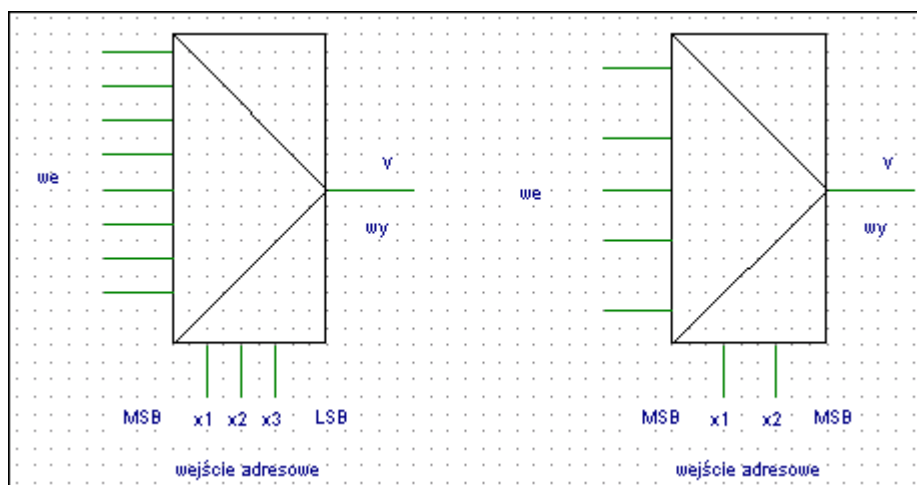 we
y
wy
MSB x1 x2 x3 LSB
wejście adresowe
we
y
wy
MSB x1 x2 MSB
wejście adresowe